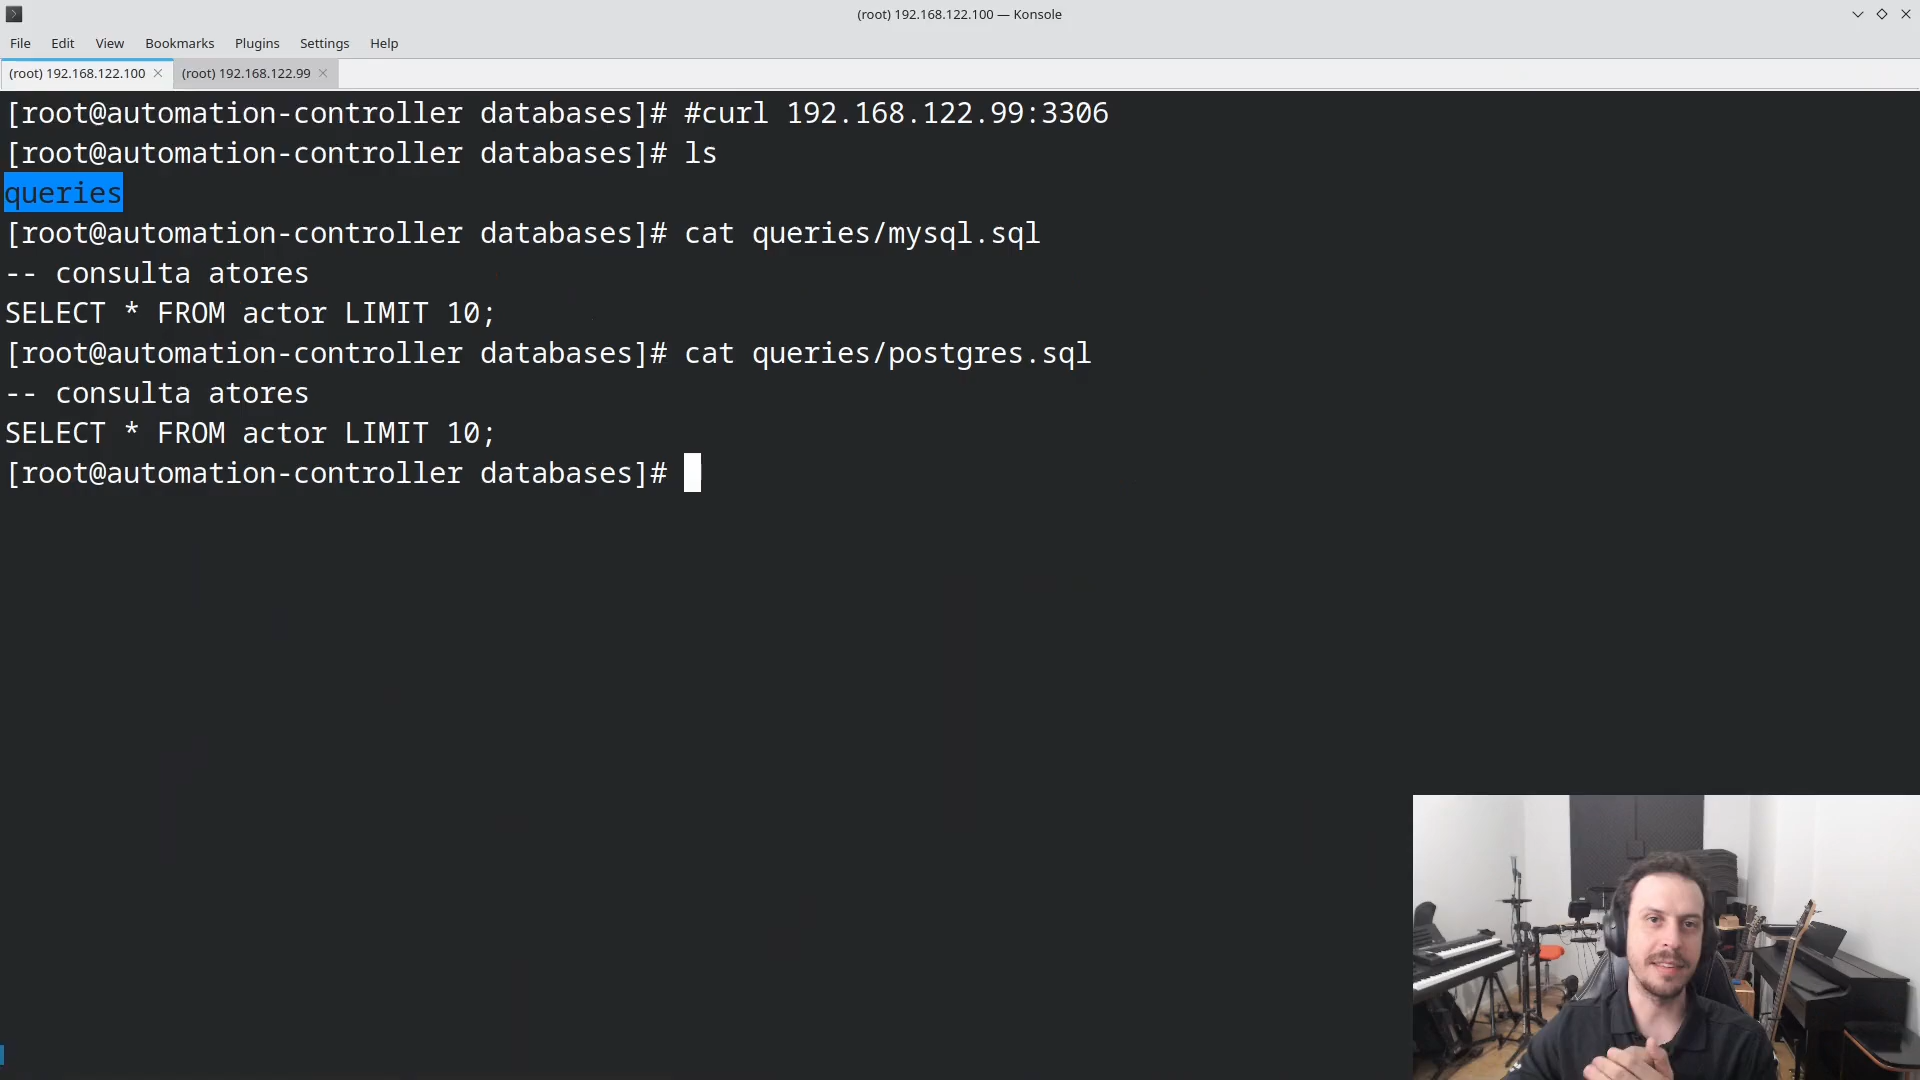 (root) 192.168.122.100 — Konsole
File Edit View Bookmarks Plugins Settings Help
(root) 192.168.122.100 (root) 192.168.122.99
[root@automation-controller databases]# #curl 192.168.122.99:3306
[root@automation-controller databases]# ls
queries
[root@automation-controller databases]# cat queries/mysql.sql
-- consulta atores
SELECT * FROM actor LIMIT 10;
[root@automation-controller databases]# cat queries/postgres.sql
-- consulta atores
SELECT * FROM actor LIMIT 10;
[root@automation-controller databases]#